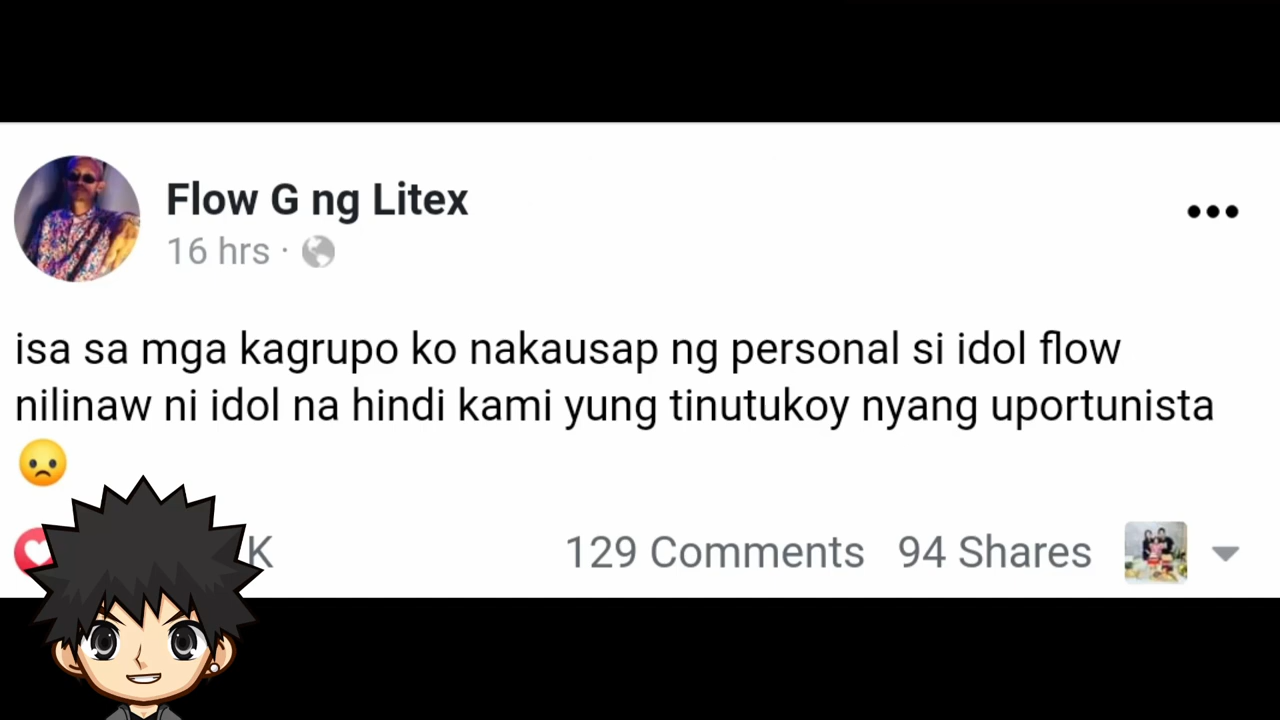 Flow G ng Litex
16 hrs ·
isa sa mga kagrupo ko nakausap ng personal si idol flow
nilinaw ni idol na hindi kami yung tinutukoy nyang uportunista
K
129 Comments 94 Shares